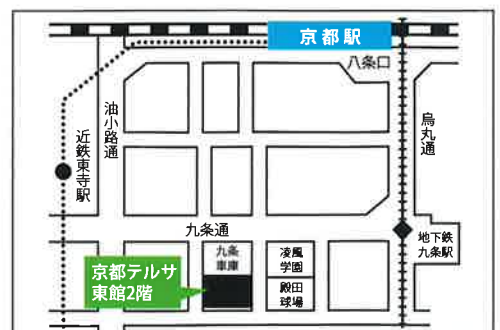 京都駅
八条口
油小路通
烏丸通
近鉄東寺駅
九条通
地下鉄
九条駅
九条
車庫
凌風
学園
京都テルサ
東館2階
殿田
球場